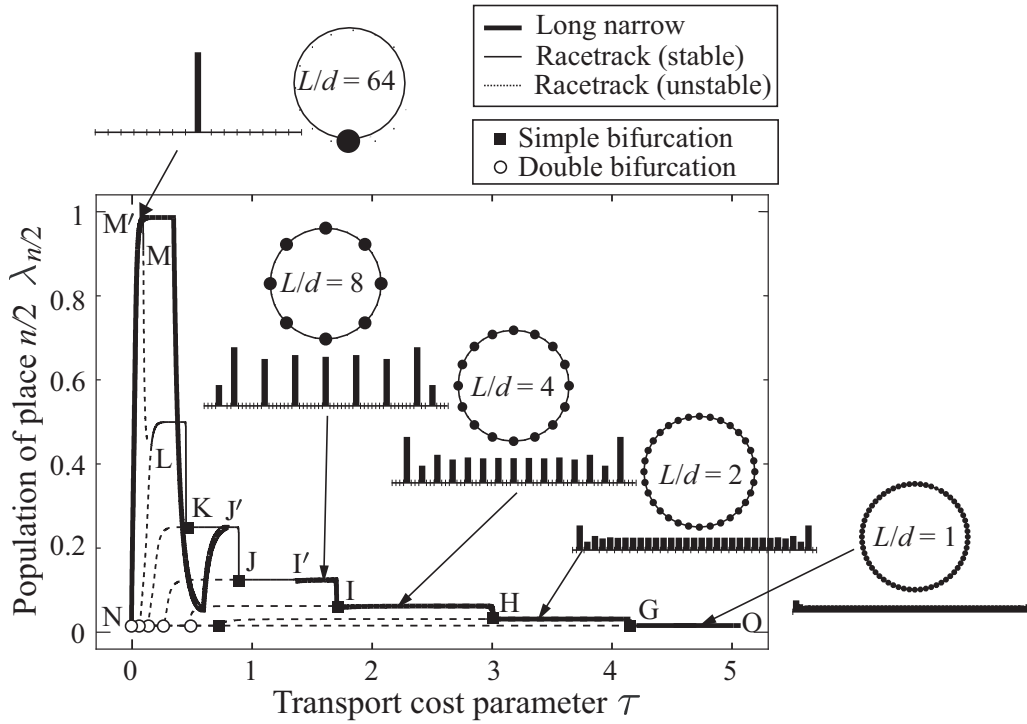 Long narrow
Racetrack (stable)
Racetrack (unstable)
Simple bifurcation
Double bifurcation
L/d = 64
L/d = 8
L/d = 4
L/d = 2
L/d = 1
Population of place n/2 λn/2
1
0.8
0.6
0.4
0.2
0
M′
M
L
K
J′
J
I′
I
H
G
O
N
0
1
2
3
4
5
Transport cost parameter τ